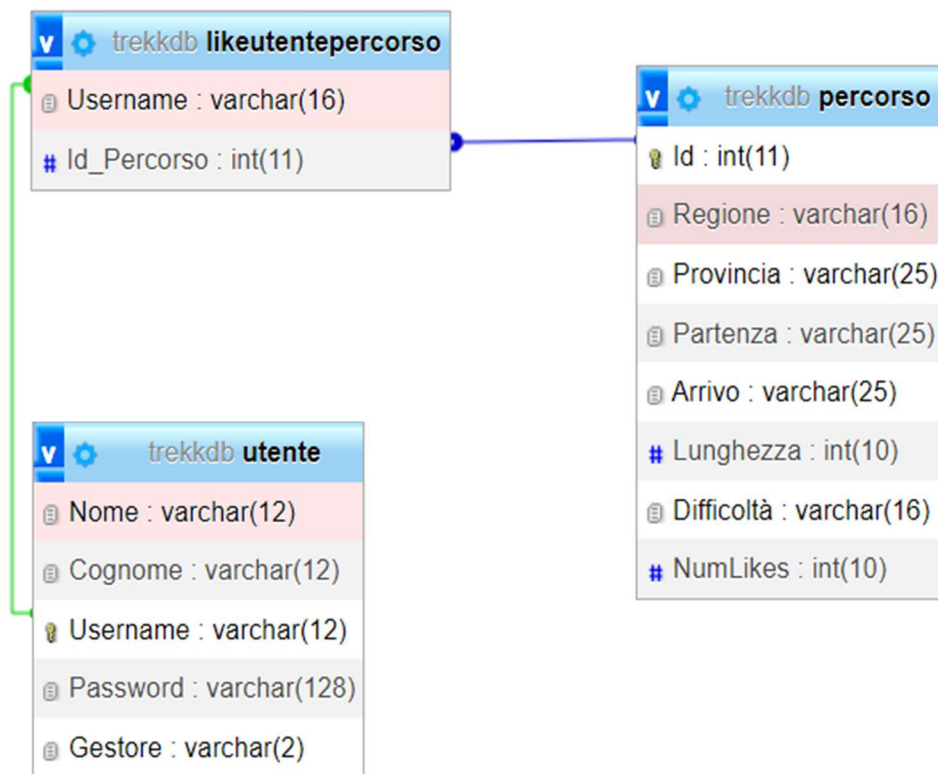 trekkdb likeutentepercorso
Username : varchar(16)
# Id_Percorso : int(11)
trekkdb percorso
Id : int(11)
Regione : varchar(16)
Provincia : varchar(25)
Partenza : varchar(25)
Arrivo : varchar(25)
# Lunghezza : int(10)
Difficoltà : varchar(16)
# NumLikes : int(10)
trekkdb utente
Nome : varchar(12)
Cognome : varchar(12)
Username : varchar(12)
Password : varchar(128)
Gestore : varchar(2)